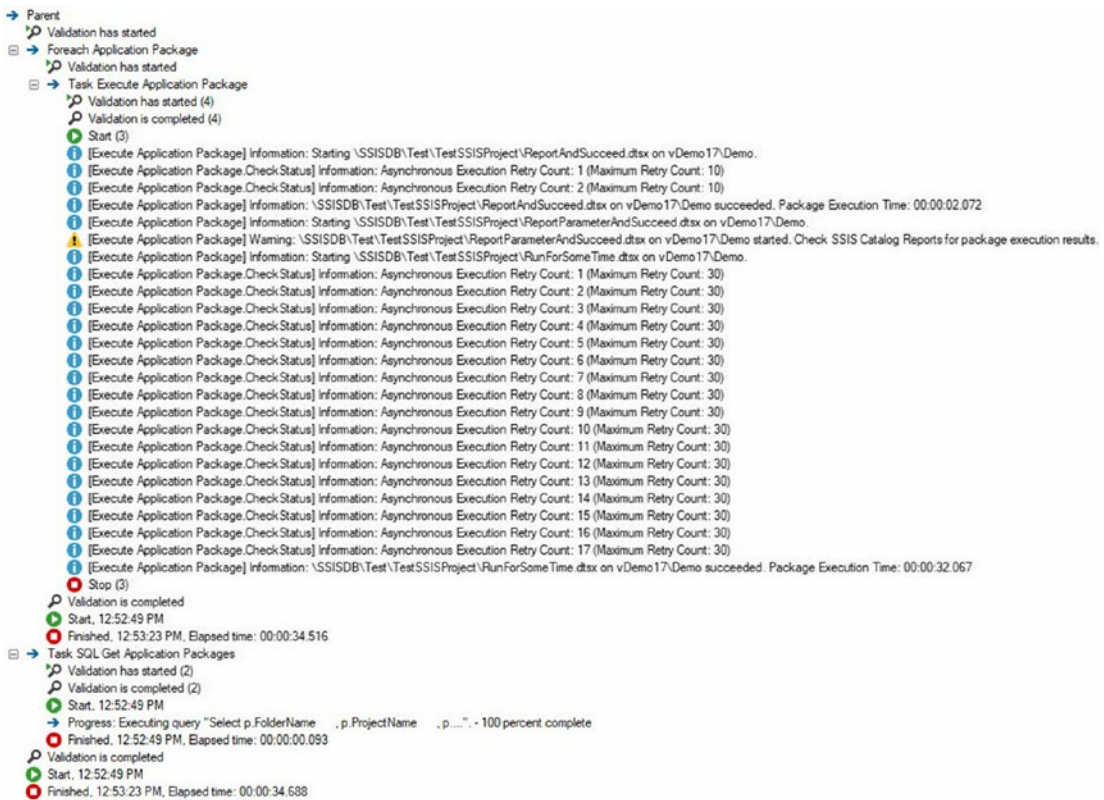 Parent
Validation has started
Foreach Application Package
Validation has started
Task Execute Application Package
Validation has started (4)
Validation is completed (4)
Start (3)
[Execute Application Package] Information: Starting \SSISDB\Test\TestSSISProject\ReportAndSucceed.dtsx on vDemo17\Demo.
[Execute Application Package.CheckStatus] Information: Asynchronous Execution Retry Count: 1 (Maximum Retry Count: 10)
[Execute Application Package.CheckStatus] Information: Asynchronous Execution Retry Count: 2 (Maximum Retry Count: 10)
[Execute Application Package] Information: \SSISDB\Test\TestSSISProject\ReportAndSucceed.dtsx on vDemo17\Demo succeeded. Package Execution Time: 00:00:02.072
[Execute Application Package] Information: Starting \SSISDB\Test\TestSSISProject\ReportParameterAndSucceed.dtsx on vDemo17\Demo.
[Execute Application Package] Warning: \SSISDB\Test\TestSSISProject\ReportParameterAndSucceed.dtsx on vDemo17\Demo started. Check SSIS Catalog Reports for package execution results.
[Execute Application Package] Information: Starting \SSISDB\Test\TestSSISProject\RunForSomeTime.dtsx on vDemo17\Demo.
[Execute Application Package.CheckStatus] Information: Asynchronous Execution Retry Count: 1 (Maximum Retry Count: 30)
[Execute Application Package.CheckStatus] Information: Asynchronous Execution Retry Count: 2 (Maximum Retry Count: 30)
[Execute Application Package.CheckStatus] Information: Asynchronous Execution Retry Count: 3 (Maximum Retry Count: 30)
[Execute Application Package.CheckStatus] Information: Asynchronous Execution Retry Count: 4 (Maximum Retry Count: 30)
[Execute Application Package.CheckStatus] Information: Asynchronous Execution Retry Count: 5 (Maximum Retry Count: 30)
[Execute Application Package.CheckStatus] Information: Asynchronous Execution Retry Count: 6 (Maximum Retry Count: 30)
[Execute Application Package.CheckStatus] Information: Asynchronous Execution Retry Count: 7 (Maximum Retry Count: 30)
[Execute Application Package.CheckStatus] Information: Asynchronous Execution Retry Count: 8 (Maximum Retry Count: 30)
[Execute Application Package.CheckStatus] Information: Asynchronous Execution Retry Count: 9 (Maximum Retry Count: 30)
[Execute Application Package.CheckStatus] Information: Asynchronous Execution Retry Count: 10 (Maximum Retry Count: 30)
[Execute Application Package.CheckStatus] Information: Asynchronous Execution Retry Count: 11 (Maximum Retry Count: 30)
[Execute Application Package.CheckStatus] Information: Asynchronous Execution Retry Count: 12 (Maximum Retry Count: 30)
[Execute Application Package.CheckStatus] Information: Asynchronous Execution Retry Count: 13 (Maximum Retry Count: 30)
[Execute Application Package.CheckStatus] Information: Asynchronous Execution Retry Count: 14 (Maximum Retry Count: 30)
[Execute Application Package.CheckStatus] Information: Asynchronous Execution Retry Count: 15 (Maximum Retry Count: 30)
[Execute Application Package.CheckStatus] Information: Asynchronous Execution Retry Count: 16 (Maximum Retry Count: 30)
[Execute Application Package.CheckStatus] Information: Asynchronous Execution Retry Count: 17 (Maximum Retry Count: 30)
[Execute Application Package] Information: \SSISDB\Test\TestSSISProject\RunForSomeTime.dtsx on vDemo17\Demo succeeded. Package Execution Time: 00:00:32.067
Stop (3)
Validation is completed
Start, 12:52:49 PM
Finished, 12:53:23 PM, Elapsed time: 00:00:34.516
Task SQL Get Application Packages
Validation has started (2)
Validation is completed (2)
Start, 12:52:49 PM
Progress: Executing query "Select p.FolderName , p.ProjectName , p....". - 100 percent complete
Finished, 12:52:49 PM, Elapsed time: 00:00:00.093
Validation is completed
Start, 12:52:49 PM
Finished, 12:53:23 PM, Elapsed time: 00:00:34.688